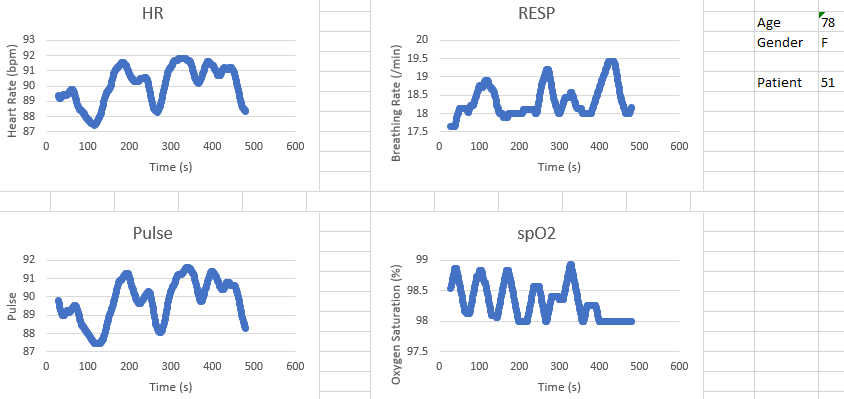 HR
Heart Rate (bpm)
93
92
91
90
89
88
87
0 100 200 300 400 500 600
Time (s)
RESP
Breathing Rate (/min)
20
19.5
19
18.5
18
17.5
0 100 200 300 400 500 600
Time (s)
Age 78
Gender F
Patient 51
Pulse
Pulse
92
91
90
89
88
87
0 100 200 300 400 500 600
Time (s)
spO2
Oxygen Saturation (%)
99
98.5
98
97.5
0 100 200 300 400 500 600
Time (s)